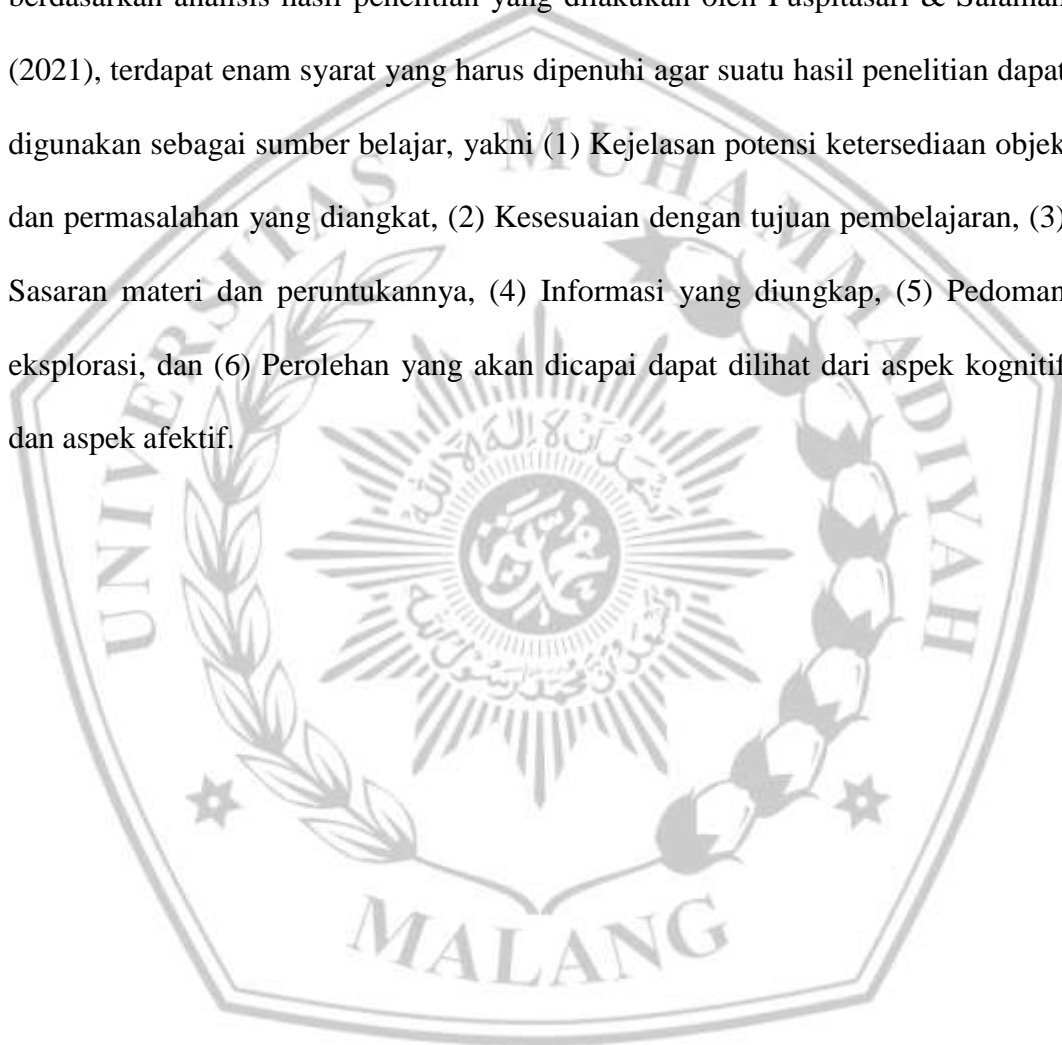 berdasarkan analisis hasil penelitian yang dilakukan oleh Puspitasari & Salamah
(2021), terdapat enam syarat yang harus dipenuhi agar suatu hasil penelitian dapat
digunakan sebagai sumber belajar, yakni (1) Kejelasan potensi ketersediaan objek
dan permasalahan yang diangkat, (2) Kesesuaian dengan tujuan pembelajaran, (3)
Sasaran materi dan peruntukannya, (4) Informasi yang diungkap, (5) Pedoman
eksplorasi, dan (6) Perolehan yang akan dicapai dapat dilihat dari aspek kognitif
dan aspek afektif.
UNIVERSITAS MUHAMMADIYAH
MALANG